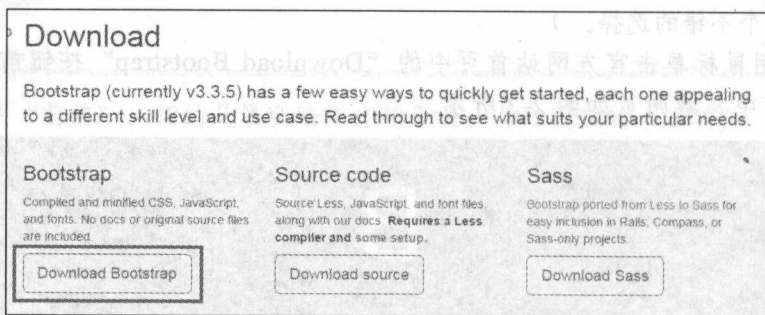 Download
Bootstrap (currently v3.3.5) has a few easy ways to quickly get started, each one appealing
to a different skill level and use case. Read through to see what suits your particular needs.
Bootstrap
Compiled and minified CSS, JavaScript,
and fonts. No docs or original source files
are included.
Download Bootstrap
Source code
Source Less, JavaScript, and font files,
along with our docs. Requires a Less
compiler and some setup.
Download source
Sass
Bootstrap ported from Less to Sass for
easy inclusion in Rails, Compass, or
Sass-only projects.
Download Sass